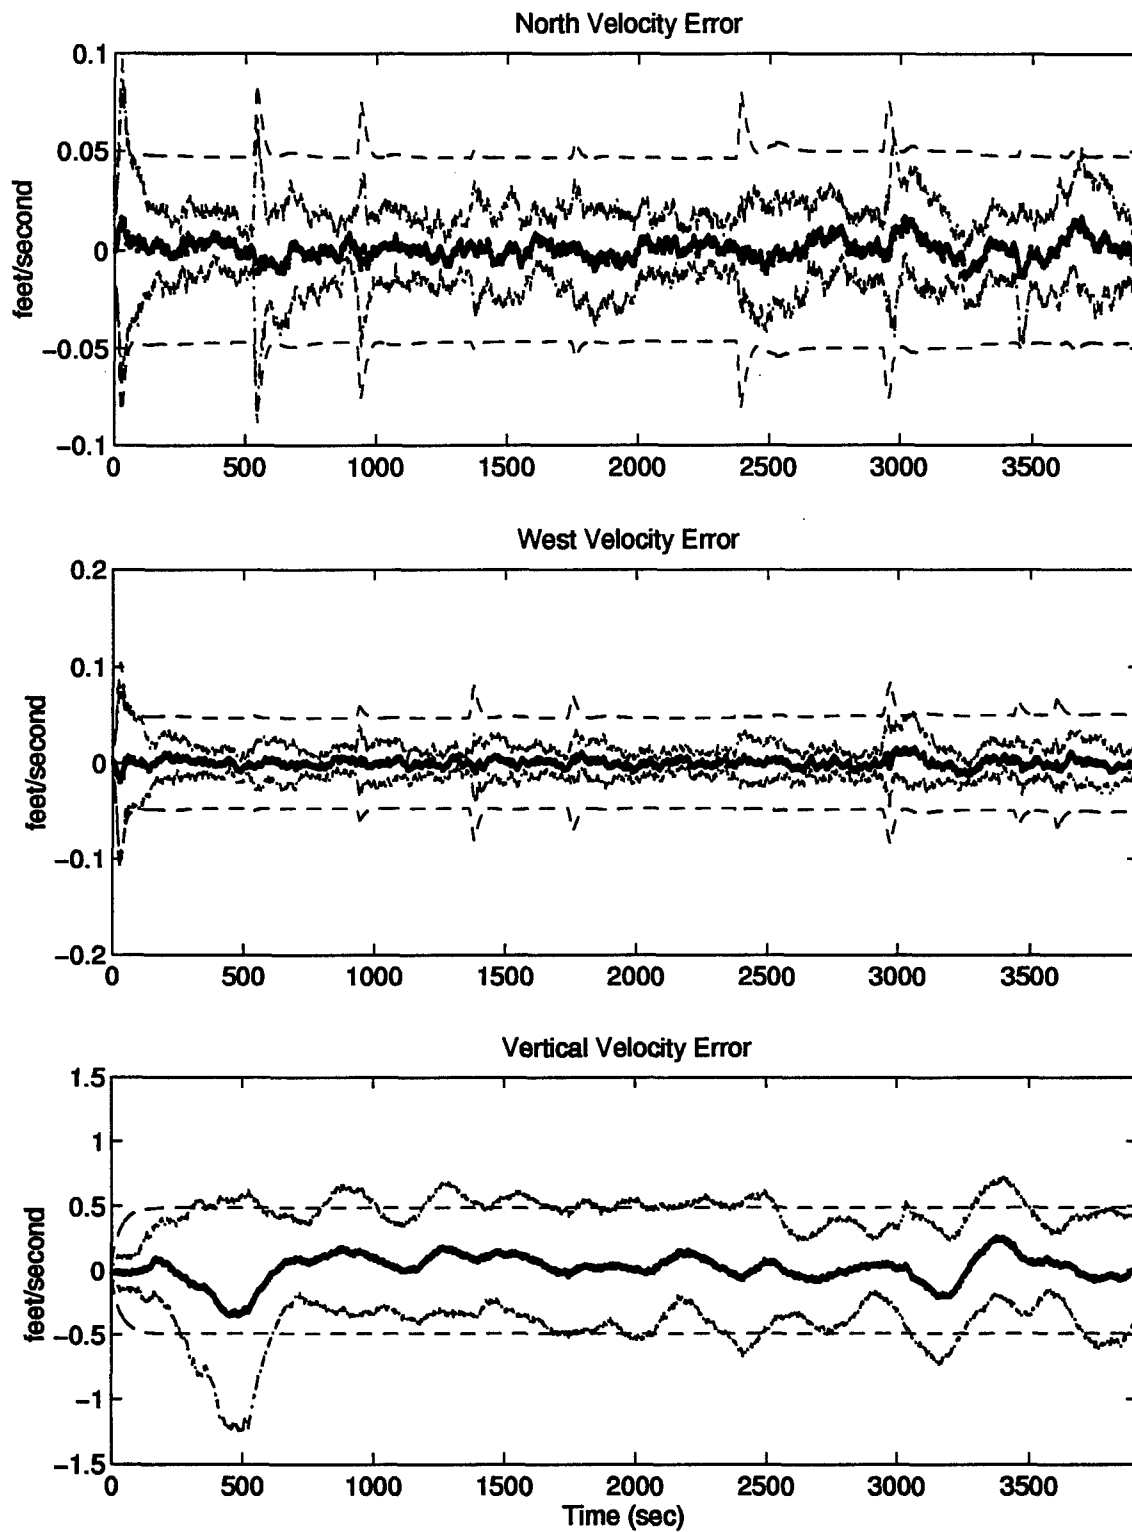 North Velocity Error
0.1
0.05
0
−0.05
−0.1
feet/second
0 500 1000 1500 2000 2500 3000 3500
West Velocity Error
0.2
0.1
0
−0.1
−0.2
feet/second
0 500 1000 1500 2000 2500 3000 3500
Vertical Velocity Error
1.5
1
0.5
0
−0.5
−1
−1.5
feet/second
0 500 1000 1500 2000 2500 3000 3500
Time (sec)